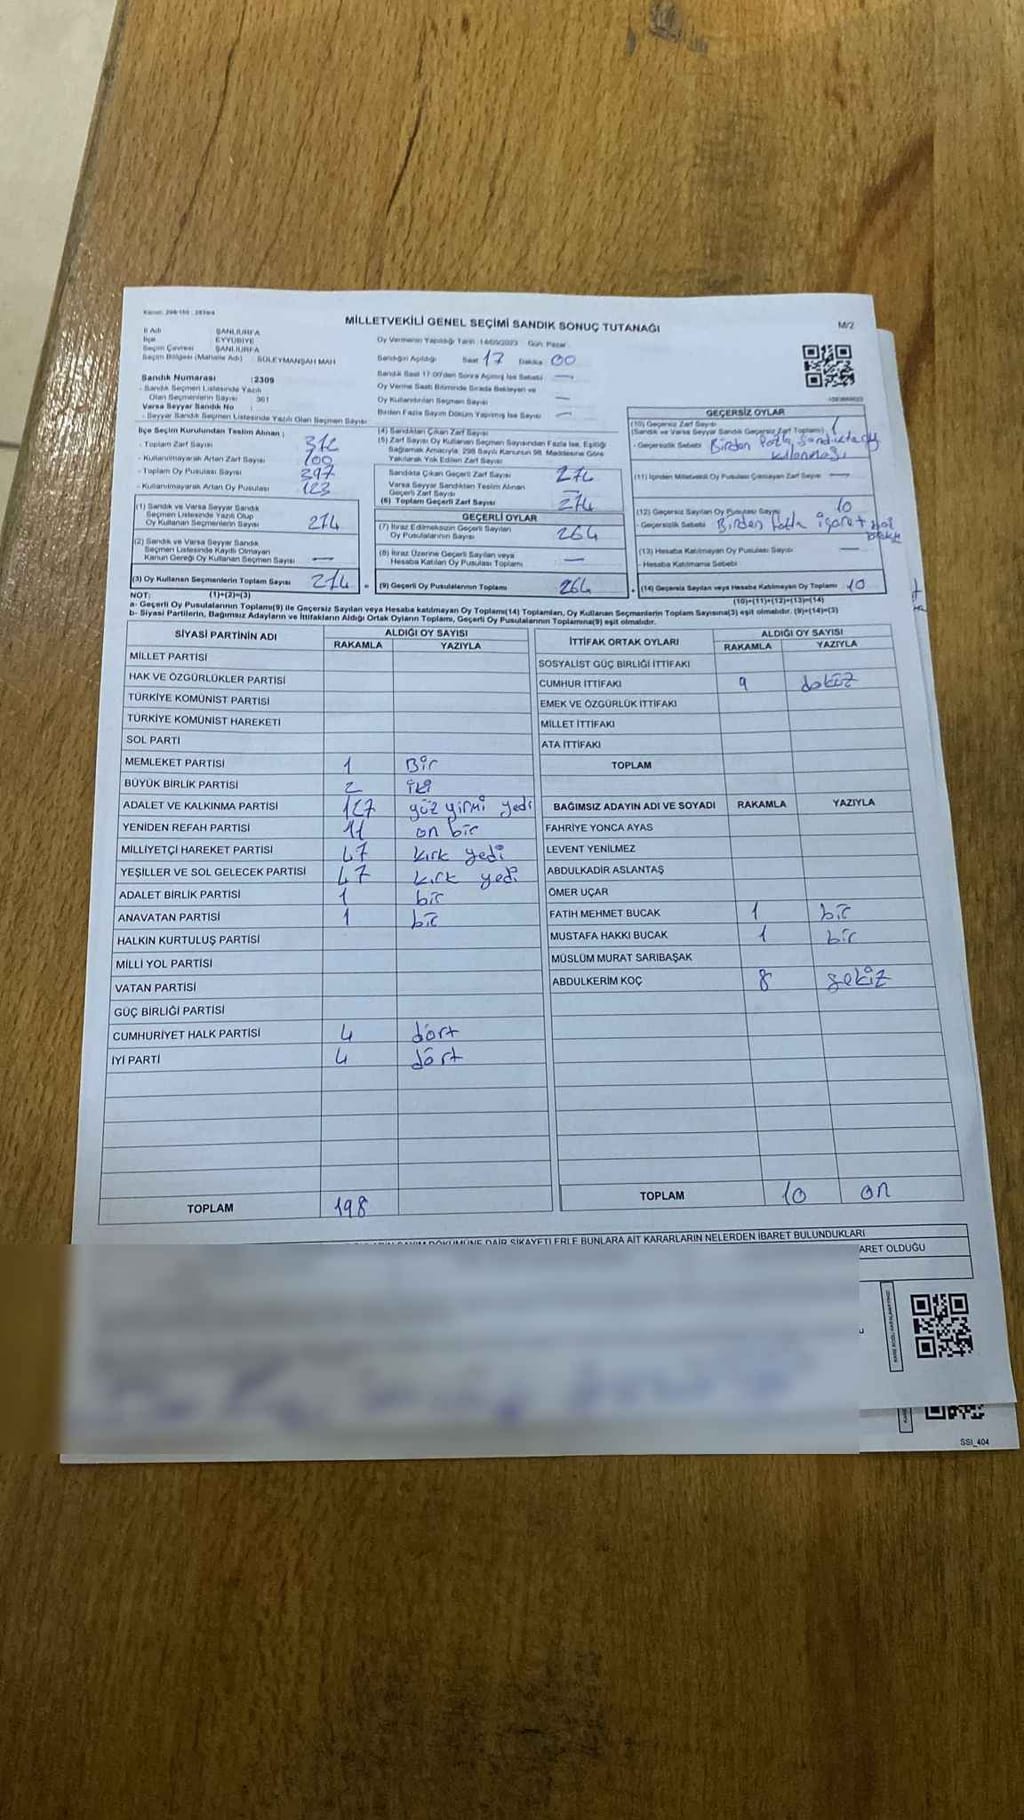 MİLLETVEKİLİ GENEL SEÇİMİ SANDIK SONUÇ TUTANAĞI
M/2
İl Adı : ŞANLIURFA
İlçe : EYYÜBİYE
Seçim Çevresi : ŞANLIURFA
Seçim Bölgesi (Mahalle Adı) : SÜLEYMANŞAH MAH
Oy Vermenin Yapıldığı Tarih : 14/05/2023 Gün: Pazar
Sandığın Açıldığı Saat 17 Dakika 00
Sandık Saat 17:00'den Sonra Açılmış İse Sebebi —
Oy Verme Saati Bitiminde Sırada Bekleyen ve
Oy Kullandırılan Seçmen Sayısı —
Birden Fazla Sayım Döküm Yapılmış İse Sayısı —
Sandık Numarası : 2309
- Sandık Seçmen Listesinde Yazılı
Olan Seçmenlerin Sayısı : 361
Varsa Seyyar Sandık No :
- Seyyar Sandık Seçmen Listesinde Yazılı Olan Seçmen Sayısı:
İlçe Seçim Kurulundan Teslim Alınan :
- Toplam Zarf Sayısı
- Kullanılmayarak Artan Zarf Sayısı 100
- Toplam Oy Pusulası Sayısı 397
- Kullanılmayarak Artan Oy Pusulası 123
(1) Sandık ve Varsa Seyyar Sandık
Seçmen Listesinde Yazılı Olup
Oy Kullanan Seçmenlerin Sayısı 274
(2) Sandık ve Varsa Seyyar Sandık
Seçmen Listesinde Kayıtlı Olmayan
Kanun Gereği Oy Kullanan Seçmen Sayısı —
(3) Oy Kullanan Seçmenlerin Toplam Sayısı 274
(4) Sandıktan Çıkan Zarf Sayısı
(5) Zarf Sayısı Oy Kullanan Seçmen Sayısından Fazla İse, Eşitliği
Sağlamak Amacıyla, 298 Sayılı Kanunun 98. Maddesine Göre
Yakılarak Yok Edilen Zarf Sayısı
Sandıkta Çıkan Geçerli Zarf Sayısı 274
Varsa Seyyar Sandıktan Teslim Alınan
Geçerli Zarf Sayısı —
(6) Toplam Geçerli Zarf Sayısı 274
GEÇERLİ OYLAR
(7) İtiraz Edilmeksizin Geçerli Sayılan
Oy Pusulalarının Sayısı 264
(8) İtiraz Üzerine Geçerli Sayılan veya
Hesaba Katılan Oy Pusulası Toplamı —
= (9) Geçerli Oy Pusulalarının Toplamı 264
GEÇERSİZ OYLAR
(10) Geçersiz Zarf Sayısı
(Sandık ve Varsa Seyyar Sandık Geçersiz Zarf Toplamı)
- Geçersizlik Sebebi Birden
(11) İçinden Milletvekili Oy Pusulası Çıkmayan Zarf Sayısı —
(12) Geçersiz Sayılan Oy Pusulası Sayısı 10
- Geçersizlik Sebebi Birden fazla işaret
(13) Hesaba Katılmayan Oy Pusulası Sayısı —
- Hesaba Katılmama Sebebi
+ (14) Geçersiz Sayılan veya Hesaba Katılmayan Oy Toplamı 10
(10)+(11)+(12)+(13)=(14)
NOT: (1)+(2)=(3)
a- Geçerli Oy Pusulalarının Toplamı(9) ile Geçersiz Sayılan veya Hesaba katılmayan Oy Toplamı(14) Toplamları, Oy Kullanan Seçmenlerin Toplam Sayısına(3) eşit olmalıdır. (9)+(14)=(3)
b- Siyasi Partilerin, Bağımsız Adayların ve İttifakların Aldığı Ortak Oyların Toplamı, Geçerli Oy Pusulalarının Toplamına(9) eşit olmalıdır.
SİYASİ PARTİNİN ADI ALDIĞI OY SAYISI
RAKAMLA YAZIYLA
MİLLET PARTİSİ
HAK VE ÖZGÜRLÜKLER PARTİSİ
TÜRKİYE KOMÜNİST PARTİSİ
TÜRKİYE KOMÜNİST HAREKETİ
SOL PARTİ
MEMLEKET PARTİSİ 1 Bir
BÜYÜK BİRLİK PARTİSİ 2 iki
ADALET VE KALKINMA PARTİSİ 127 yüz yirmi yedi
YENİDEN REFAH PARTİSİ 11 on bir
MİLLİYETÇİ HAREKET PARTİSİ 47 kırk yedi
YEŞİLLER VE SOL GELECEK PARTİSİ 47 kırk yedi
ADALET BİRLİK PARTİSİ 1 bir
ANAVATAN PARTİSİ 1 bir
HALKIN KURTULUŞ PARTİSİ
MİLLİ YOL PARTİSİ
VATAN PARTİSİ
GÜÇ BİRLİĞİ PARTİSİ
CUMHURİYET HALK PARTİSİ 4 dört
İYİ PARTİ 4 dört
TOPLAM 198
İTTİFAK ORTAK OYLARI ALDIĞI OY SAYISI
RAKAMLA YAZIYLA
SOSYALİST GÜÇ BİRLİĞİ İTTİFAKI
CUMHUR İTTİFAKI 9 dokuz
EMEK VE ÖZGÜRLÜK İTTİFAKI
MİLLET İTTİFAKI
ATA İTTİFAKI
TOPLAM
BAĞIMSIZ ADAYIN ADI VE SOYADI RAKAMLA YAZIYLA
FAHRİYE YONCA AYAS
LEVENT YENİLMEZ
ABDULKADİR ASLANTAŞ
ÖMER UÇAR
FATİH MEHMET BUCAK 1 bir
MUSTAFA HAKKI BUCAK 1 bir
MÜSLÜM MURAT SARIBAŞAK
ABDULKERİM KOÇ 8 sekiz
TOPLAM 10 on
DÖKÜMÜNE DAİR ŞİKAYETLERLE BUNLARA AİT KARARLARIN NELERDEN İBARET BULUNDUKLARI
ARET OLDUĞU
SSI_404